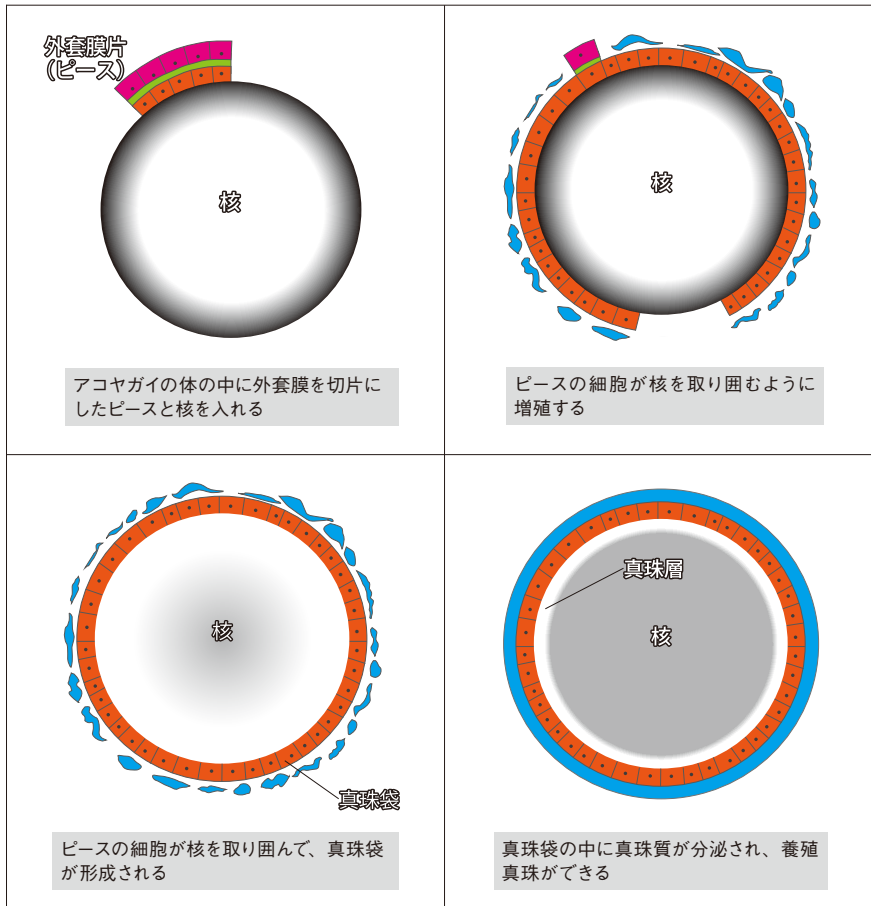 外套膜片
（ピース）
核
アコヤガイの体の中に外套膜を切片に
したピースと核を入れる
核
ピースの細胞が核を取り囲むように
増殖する
核
真珠袋
ピースの細胞が核を取り囲んで、真珠袋
が形成される
真珠層
核
真珠袋の中に真珠質が分泌され、養殖
真珠ができる